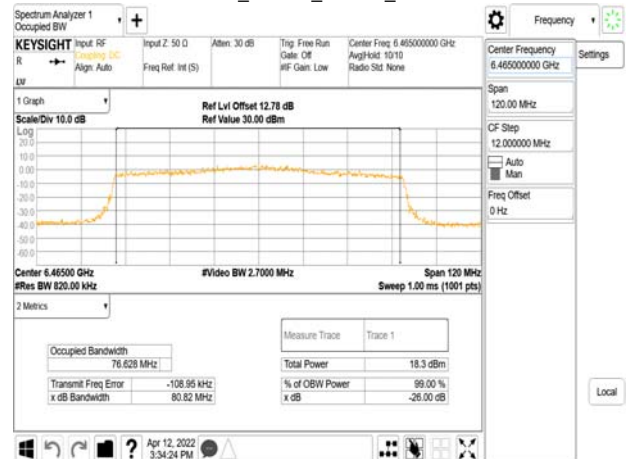 Spectrum Analyzer 1
Occupied BW
+
Frequency
KEYSIGHT
R
LVI
Input: RF
Coupling: DC
Align: Auto
Input Z: 50 Ω
Freq Ref: Int (S)
Atten: 30 dB
Trig: Free Run
Gate: Off
#IF Gain: Low
Center Freq: 6.465000000 GHz
Avg|Hold: 10/10
Radio Std: None
Center Frequency
6.465000000 GHz
Settings
Span
120.00 MHz
CF Step
12.000000 MHz
Auto
Man
Freq Offset
0 Hz
1 Graph
Scale/Div 10.0 dB
Ref Lvl Offset 12.78 dB
Ref Value 30.00 dBm
Log
20.0
10.0
0.00
-10.0
-20.0
-30.0
-40.0
-50.0
-60.0
Center 6.46500 GHz
#Res BW 820.00 kHz
#Video BW 2.7000 MHz
Span 120 MHz
Sweep 1.00 ms (1001 pts)
2 Metrics
Measure Trace Trace 1
Occupied Bandwidth
76.628 MHz
Total Power 18.3 dBm
Transmit Freq Error -108.95 kHz
% of OBW Power 99.00 %
x dB Bandwidth 80.82 MHz
x dB -26.00 dB
Local
?
Apr 12, 2022
3:34:24 PM